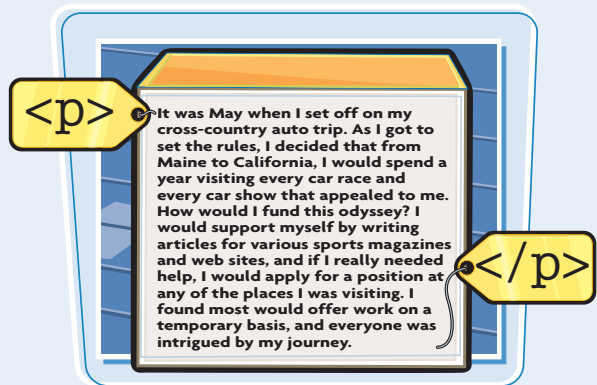 <p>
It was May when I set off on my
cross-country auto trip. As I got to
set the rules, I decided that from
Maine to California, I would spend a
year visiting every car race and
every car show that appealed to me.
How would I fund this odyssey? I
would support myself by writing
articles for various sports magazines
and web sites, and if I really needed
help, I would apply for a position at
any of the places I was visiting. I
found most would offer work on a
temporary basis, and everyone was
intrigued by my journey.
</p>